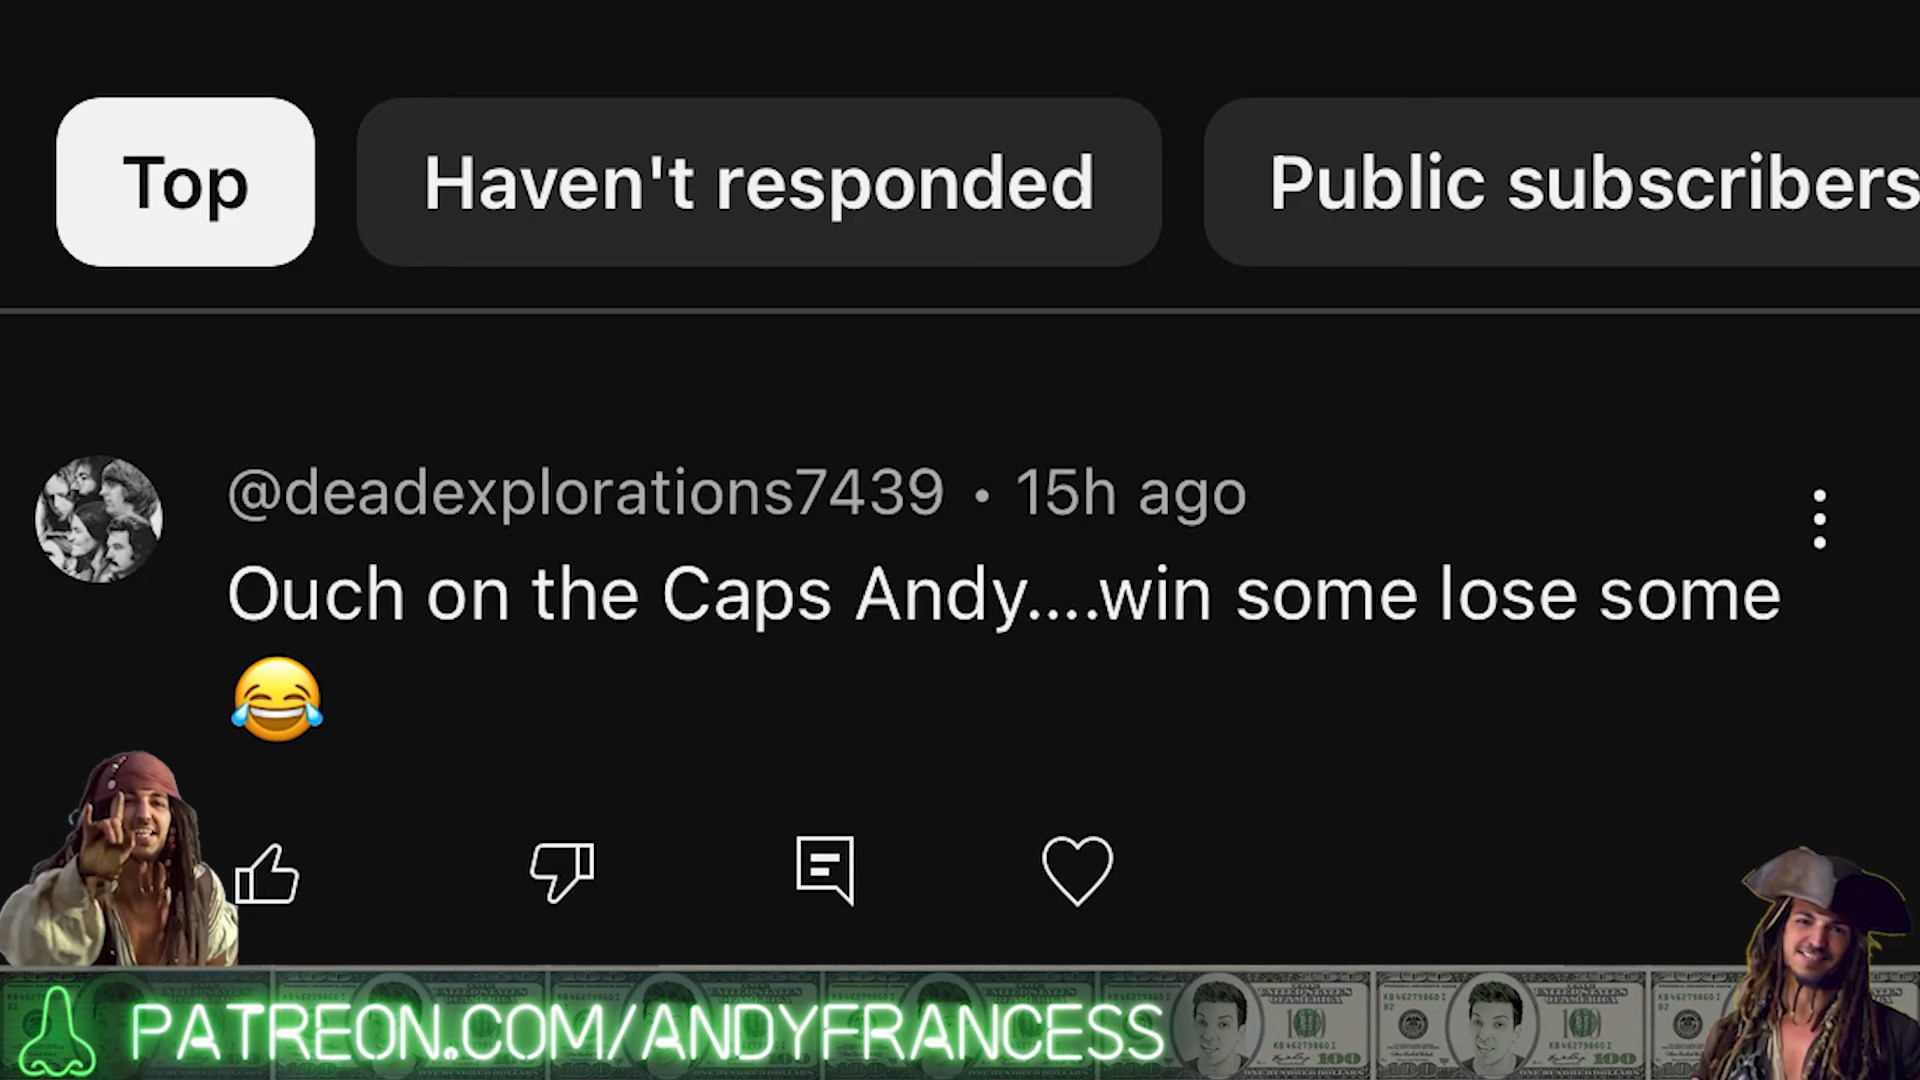 Top
Haven't responded
Public subscribers
@deadexplorations7439 • 15h ago
Ouch on the Caps Andy....win some lose some
😂
PATREON.COM/ANDYFRANCESS